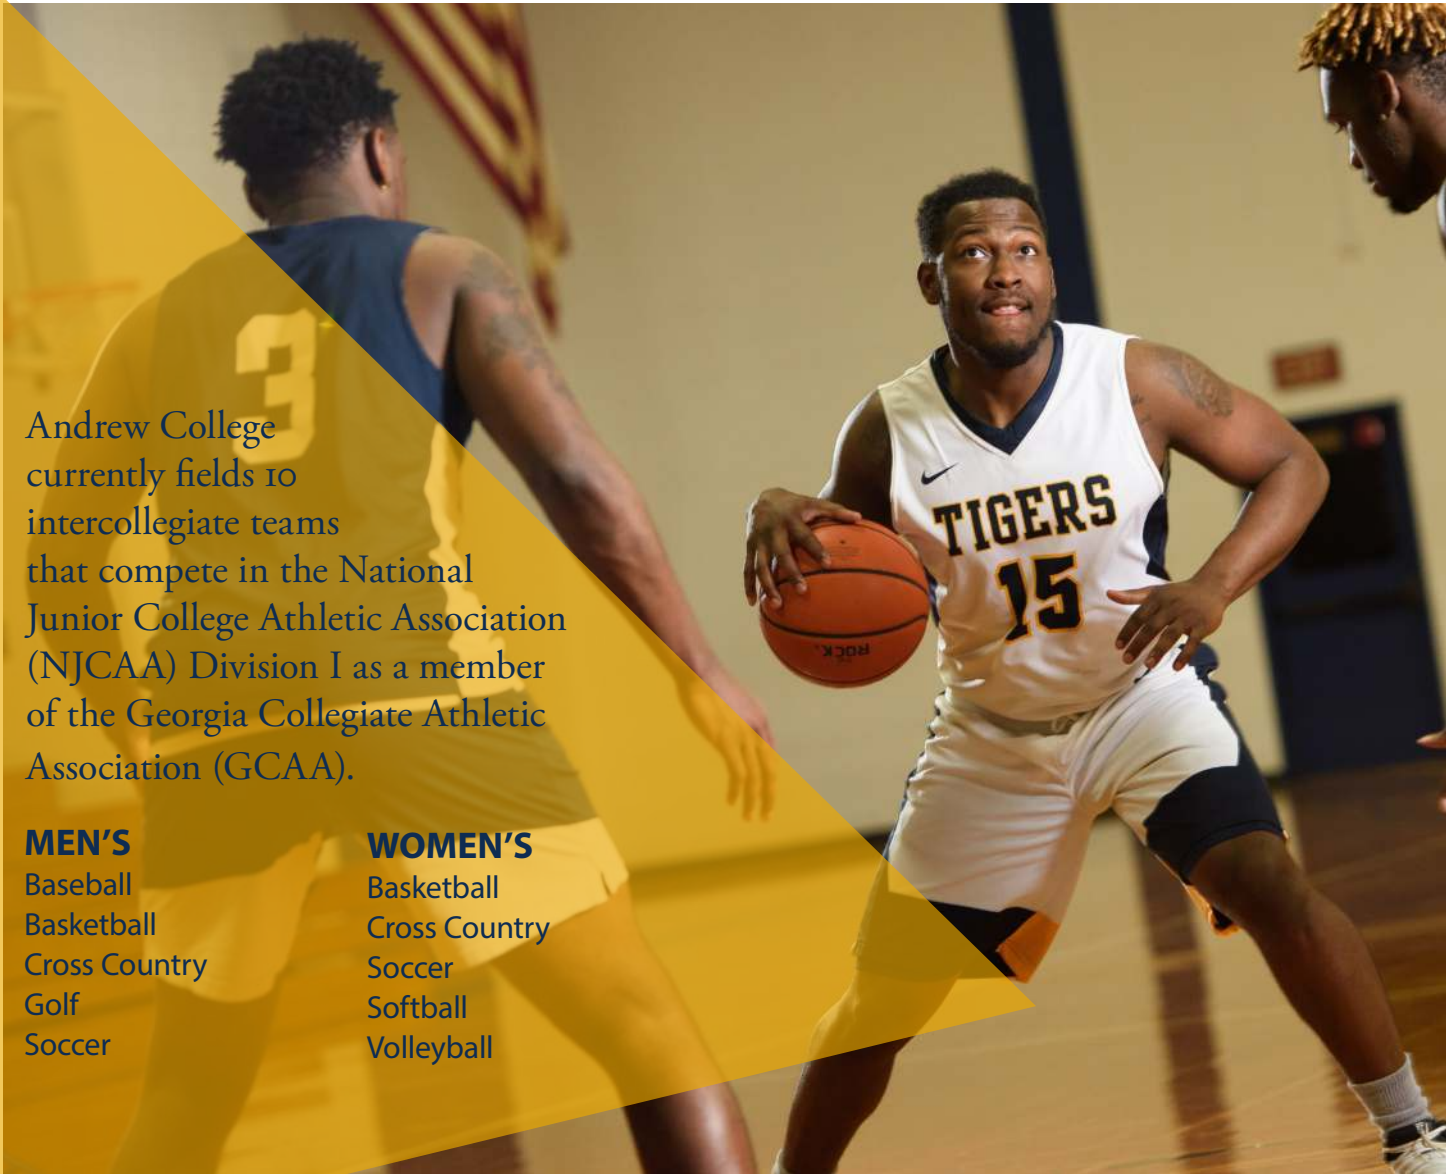 Andrew College
currently fields 10
intercollegiate teams
that compete in the National
Junior College Athletic Association
(NJCAA) Division I as a member
of the Georgia Collegiate Athletic
Association (GCAA).
MEN’S
Baseball
Basketball
Cross Country
Golf
Soccer
WOMEN’S
Basketball
Cross Country
Soccer
Softball
Volleyball
3
TIGERS
15
ROCK.
EXIT